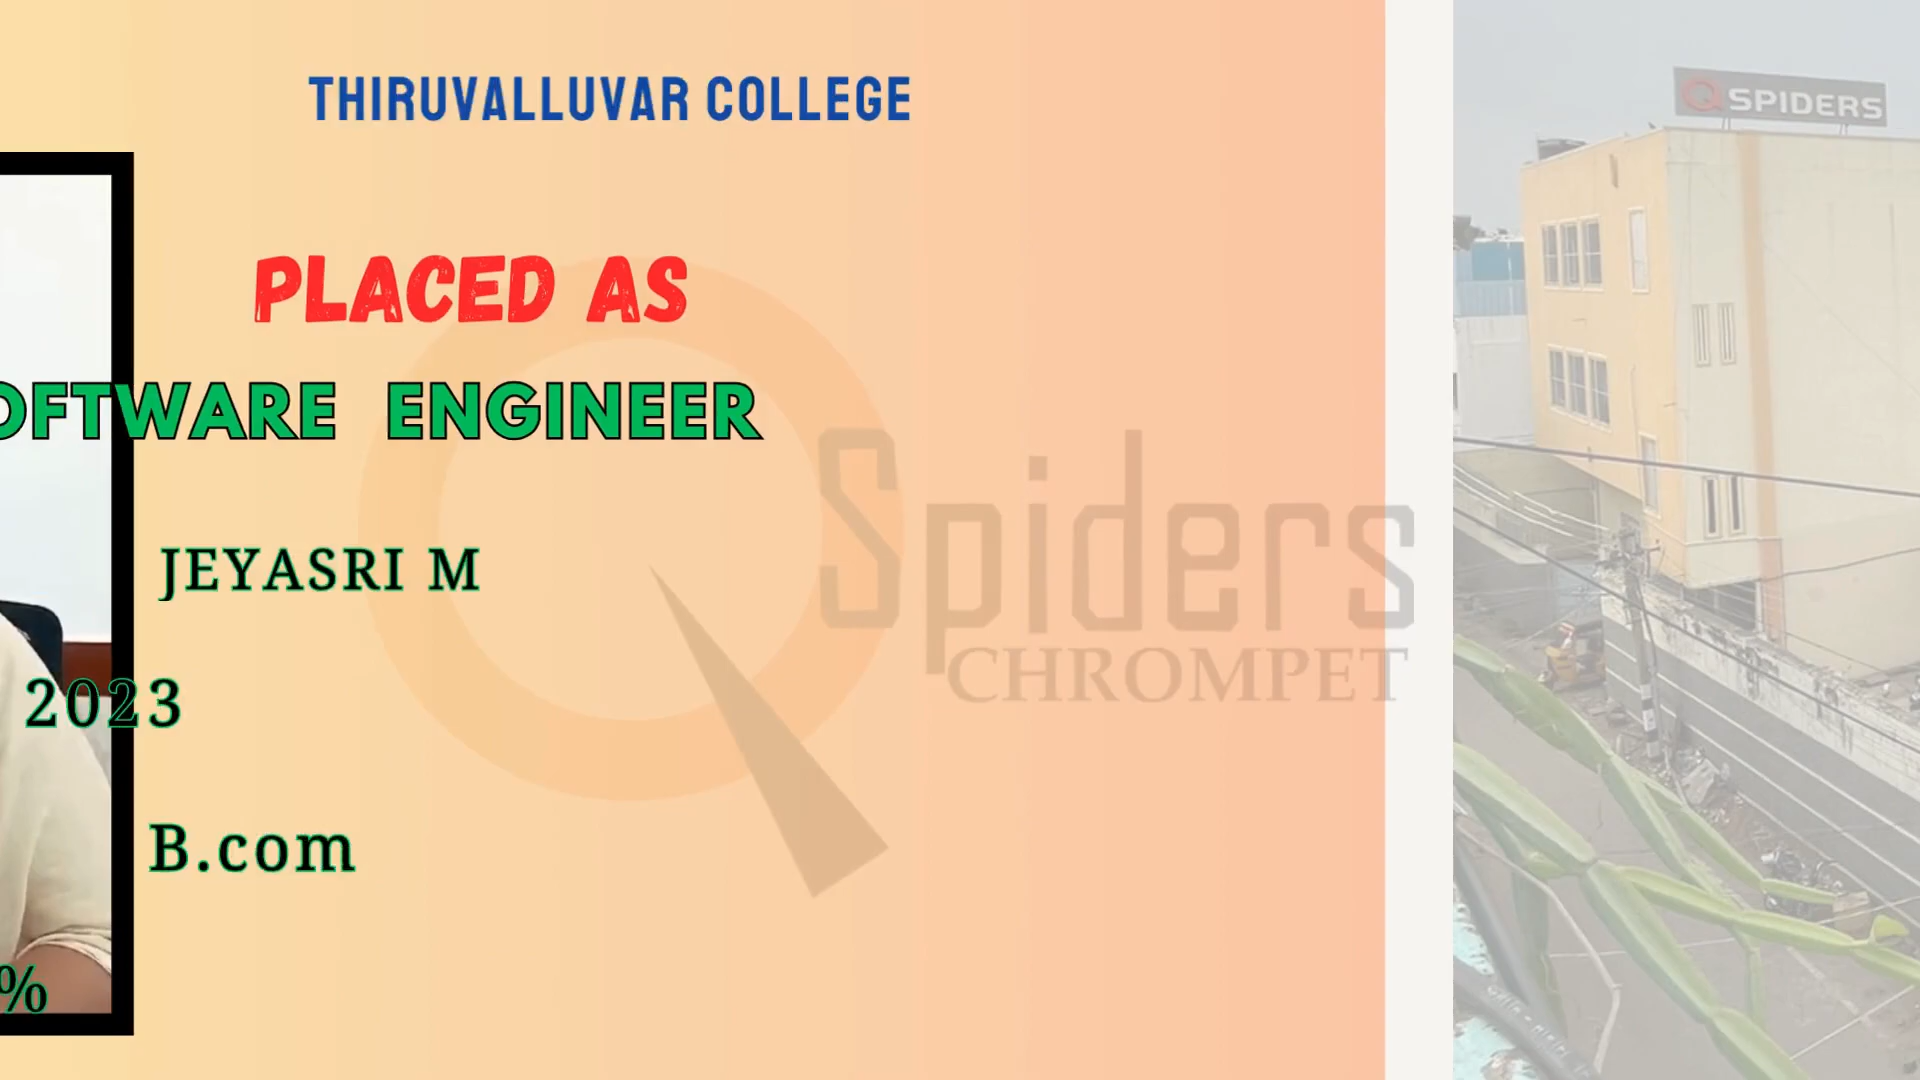 THIRUVALLUVAR COLLEGE
Q SPIDERS
PLACED AS
OFTWARE ENGINEER
Spiders
CHROMPET
JEYASRI M
2023
B.com
%